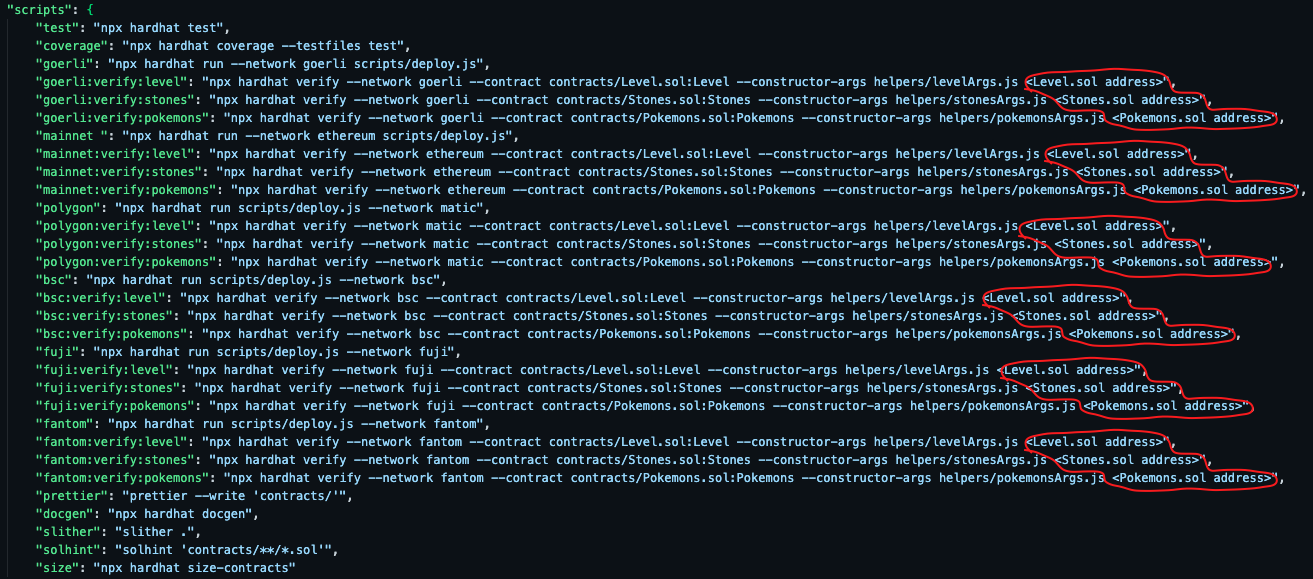 "scripts": {
"test": "npx hardhat test",
"coverage": "npx hardhat coverage --testfiles test",
"goerli": "npx hardhat run --network goerli scripts/deploy.js",
"goerli:verify:level": "npx hardhat verify --network goerli --contract contracts/Level.sol:Level --constructor-args helpers/levelArgs.js <Level.sol address>",
"goerli:verify:stones": "npx hardhat verify --network goerli --contract contracts/Stones.sol:Stones --constructor-args helpers/stonesArgs.js <Stones.sol address>",
"goerli:verify:pokemons": "npx hardhat verify --network goerli --contract contracts/Pokemons.sol:Pokemons --constructor-args helpers/pokemonsArgs.js <Pokemons.sol address>",
"mainnet ": "npx hardhat run --network ethereum scripts/deploy.js",
"mainnet:verify:level": "npx hardhat verify --network ethereum --contract contracts/Level.sol:Level --constructor-args helpers/levelArgs.js <Level.sol address>",
"mainnet:verify:stones": "npx hardhat verify --network ethereum --contract contracts/Stones.sol:Stones --constructor-args helpers/stonesArgs.js <Stones.sol address>",
"mainnet:verify:pokemons": "npx hardhat verify --network ethereum --contract contracts/Pokemons.sol:Pokemons --constructor-args helpers/pokemonsArgs.js <Pokemons.sol address>",
"polygon": "npx hardhat run scripts/deploy.js --network matic",
"polygon:verify:level": "npx hardhat verify --network matic --contract contracts/Level.sol:Level --constructor-args helpers/levelArgs.js <Level.sol address>",
"polygon:verify:stones": "npx hardhat verify --network matic --contract contracts/Stones.sol:Stones --constructor-args helpers/stonesArgs.js <Stones.sol address>",
"polygon:verify:pokemons": "npx hardhat verify --network matic --contract contracts/Pokemons.sol:Pokemons --constructor-args helpers/pokemonsArgs.js <Pokemons.sol address>",
"bsc": "npx hardhat run scripts/deploy.js --network bsc",
"bsc:verify:level": "npx hardhat verify --network bsc --contract contracts/Level.sol:Level --constructor-args helpers/levelArgs.js <Level.sol address>",
"bsc:verify:stones": "npx hardhat verify --network bsc --contract contracts/Stones.sol:Stones --constructor-args helpers/stonesArgs.js <Stones.sol address>",
"bsc:verify:pokemons": "npx hardhat verify --network bsc --contract contracts/Pokemons.sol:Pokemons --constructor-args helpers/pokemonsArgs.js <Pokemons.sol address>",
"fuji": "npx hardhat run scripts/deploy.js --network fuji",
"fuji:verify:level": "npx hardhat verify --network fuji --contract contracts/Level.sol:Level --constructor-args helpers/levelArgs.js <Level.sol address>",
"fuji:verify:stones": "npx hardhat verify --network fuji --contract contracts/Stones.sol:Stones --constructor-args helpers/stonesArgs.js <Stones.sol address>",
"fuji:verify:pokemons": "npx hardhat verify --network fuji --contract contracts/Pokemons.sol:Pokemons --constructor-args helpers/pokemonsArgs.js <Pokemons.sol address>"
"fantom": "npx hardhat run scripts/deploy.js --network fantom",
"fantom:verify:level": "npx hardhat verify --network fantom --contract contracts/Level.sol:Level --constructor-args helpers/levelArgs.js <Level.sol address>",
"fantom:verify:stones": "npx hardhat verify --network fantom --contract contracts/Stones.sol:Stones --constructor-args helpers/stonesArgs.js <Stones.sol address>",
"fantom:verify:pokemons": "npx hardhat verify --network fantom --contract contracts/Pokemons.sol:Pokemons --constructor-args helpers/pokemonsArgs.js <Pokemons.sol address>",
"prettier": "prettier --write 'contracts/'",
"docgen": "npx hardhat docgen",
"slither": "slither .",
"solhint": "solhint 'contracts/**/*.sol'",
"size": "npx hardhat size-contracts"